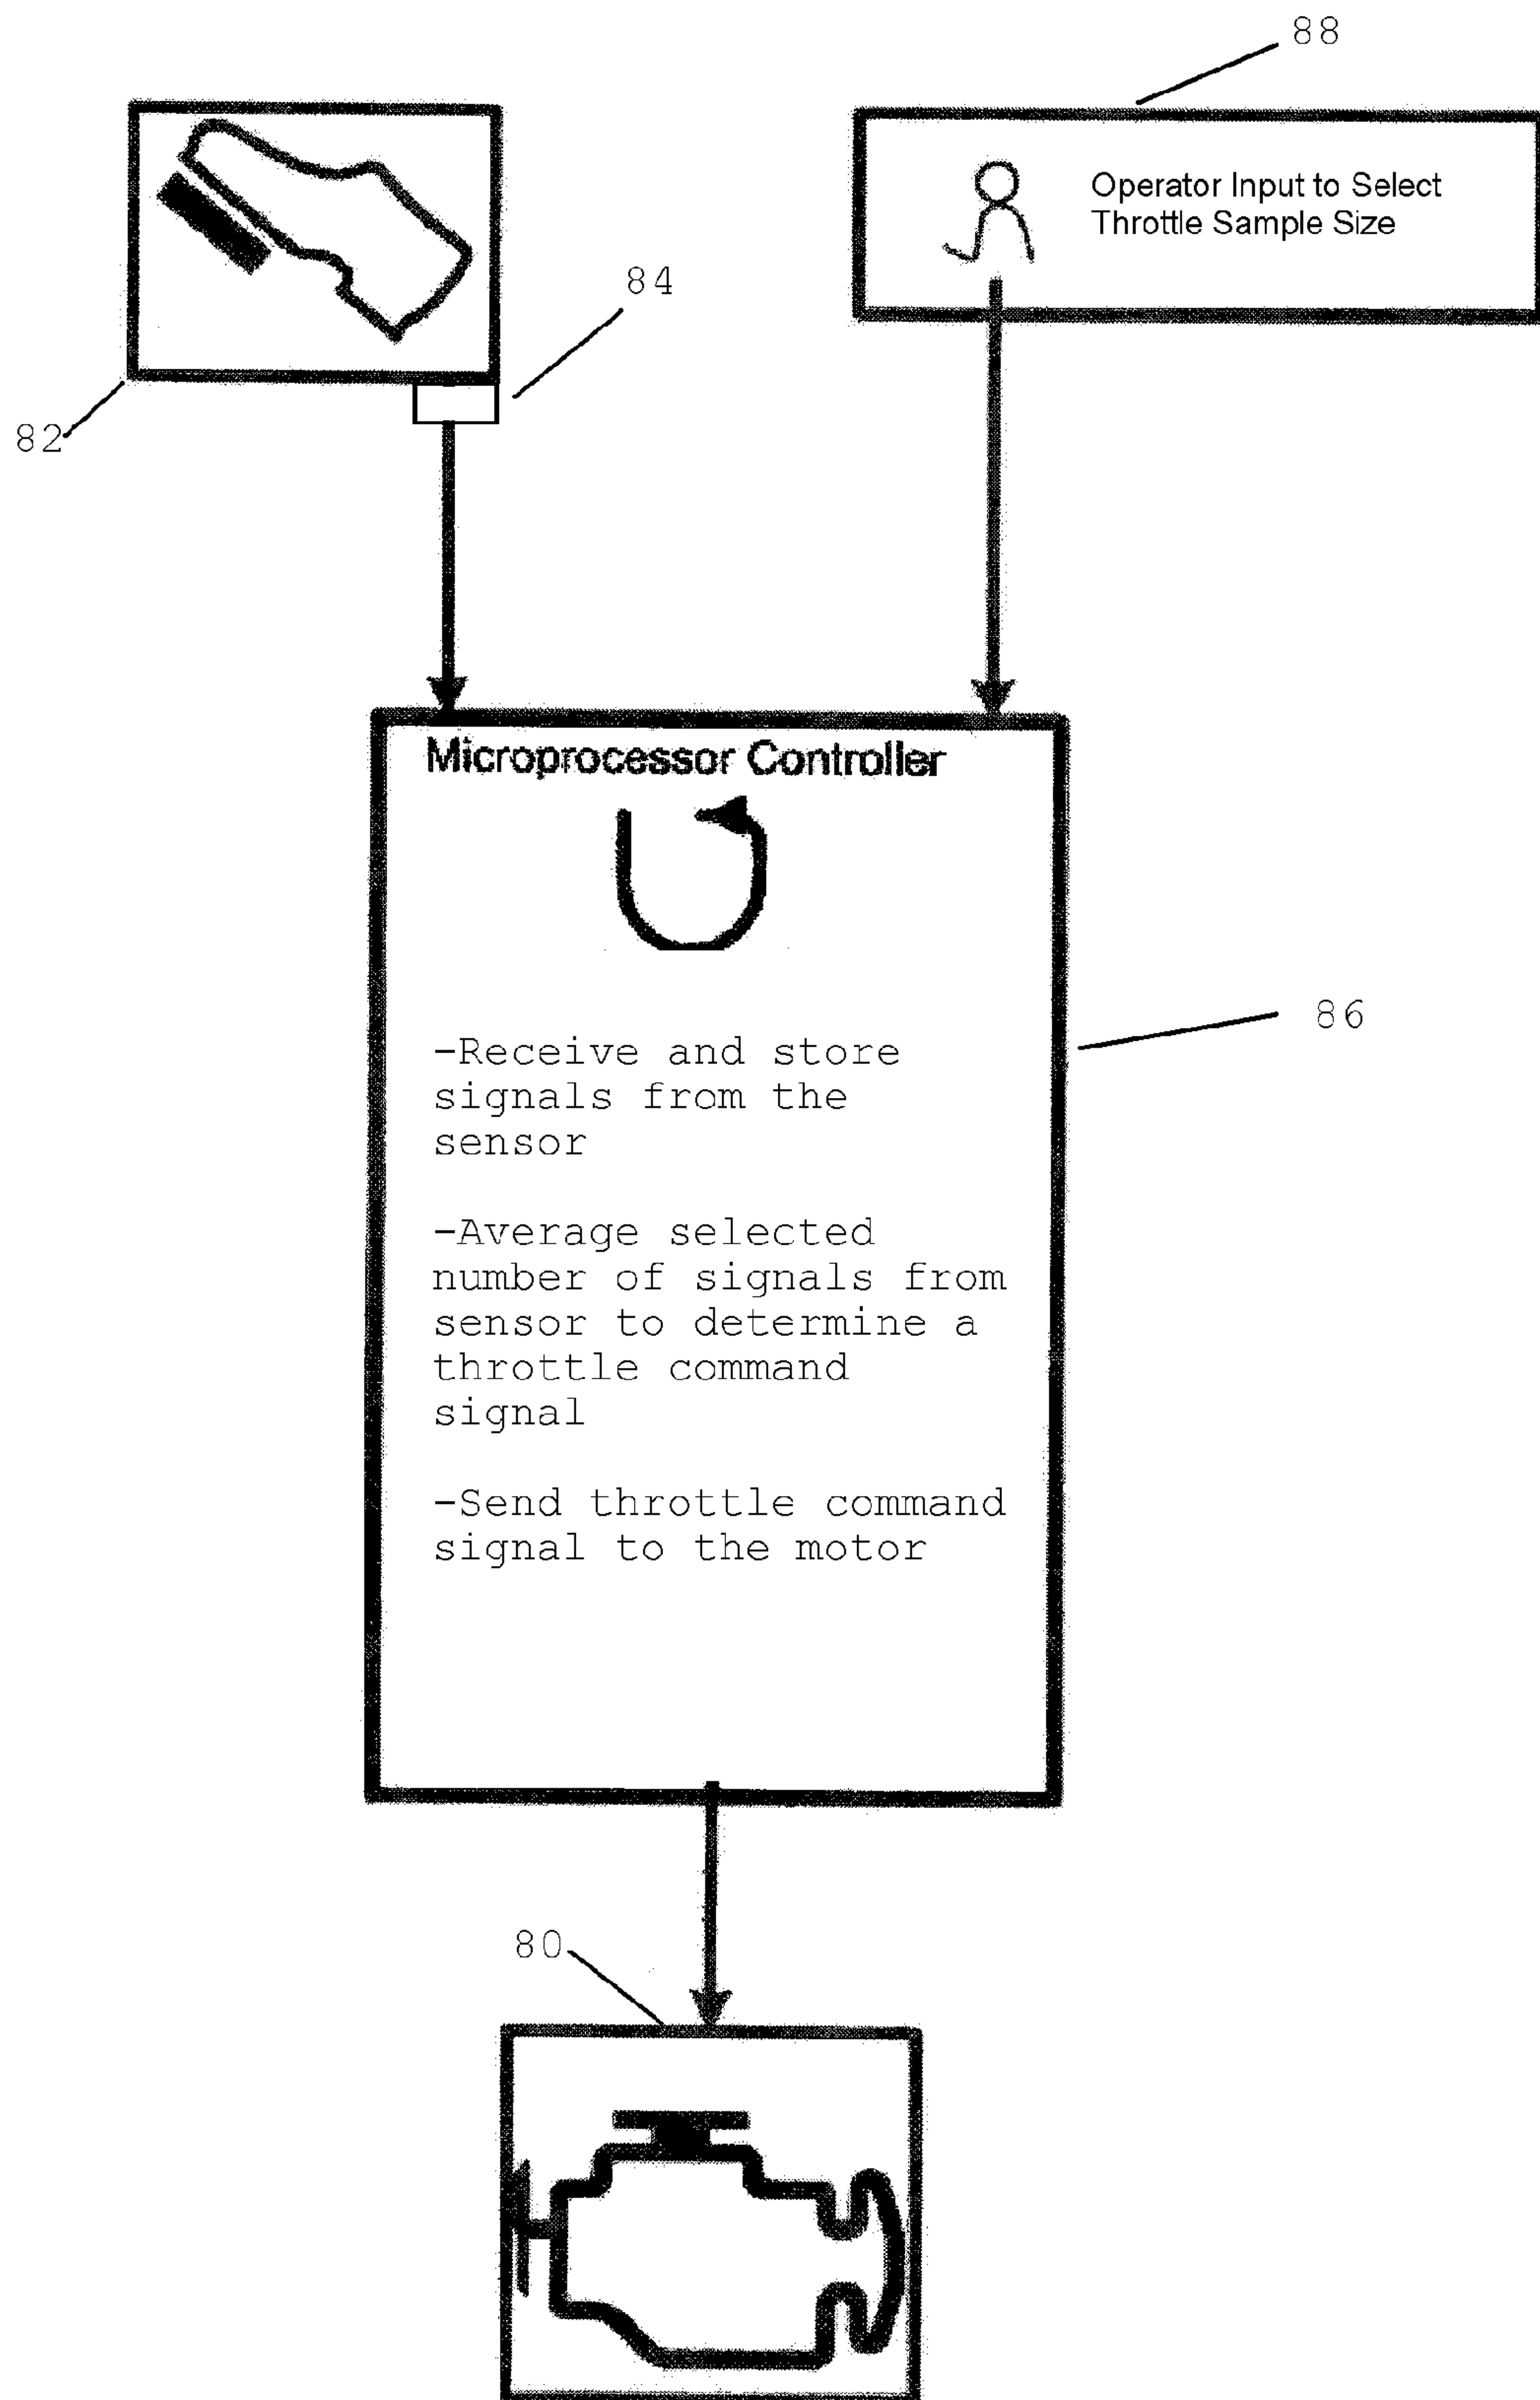 88
Operator Input to Select
Throttle Sample Size
84
82
Microprocessor Controller
86
-Receive and store
signals from the
sensor
-Average selected
number of signals from
sensor to determine a
throttle command
signal
-Send throttle command
signal to the motor
80